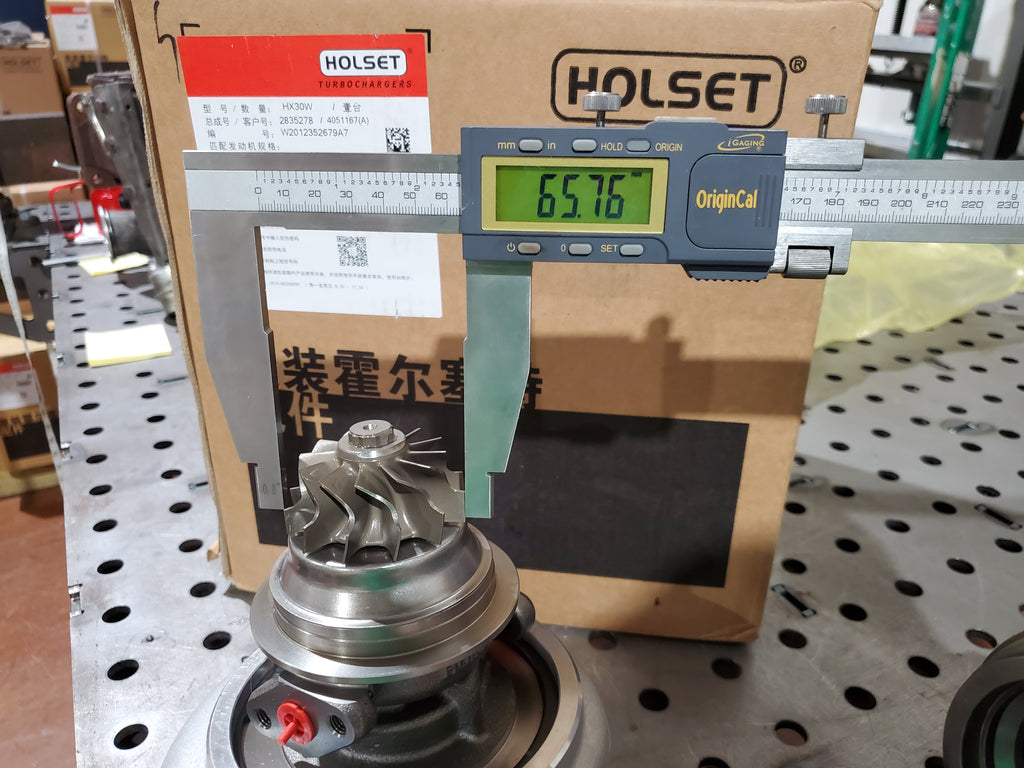 HOLSET
HOLSET
TURBOCHARGERS
HOLSET®
型 号 / 数 量: HX30W / 壹台
总成号 / 客户号: 2835278 / 4051167(A)
编 号: W2012352679A7
匹配发动机规格:
mm in HOLD ORIGIN
iGAGING
65.76 mm
OriginCal
0 SET
0 10 20 30 40 50 60
170 180 190 200 210 220 230
装霍尔塞特
件